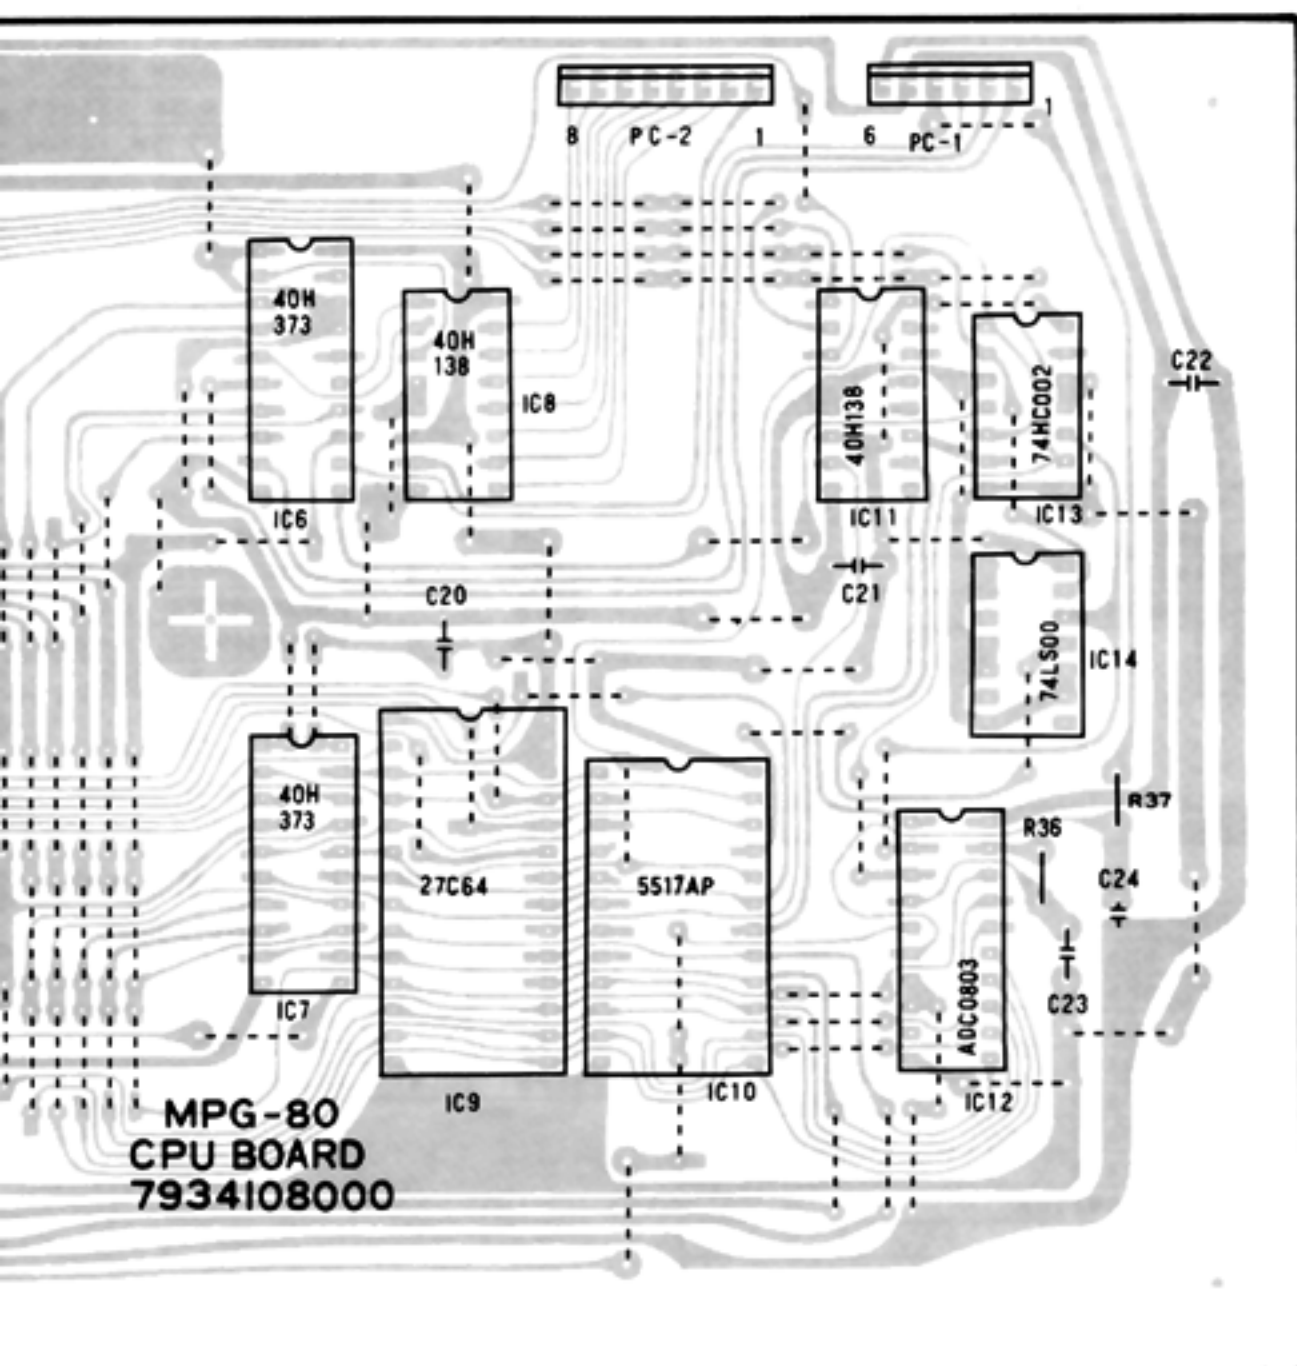 1
8 PC-2 1 6 PC-1
40H
373
40H
138
IC8
40H138
74HC002
C22
IC6
IC11
IC13
C20
C21
74LS00
IC14
40H
373
27C64
5517AP
R37
R36
C24
ADC0803
C23
IC7
IC9
IC10
IC12
MPG-80
CPU BOARD
7934108000